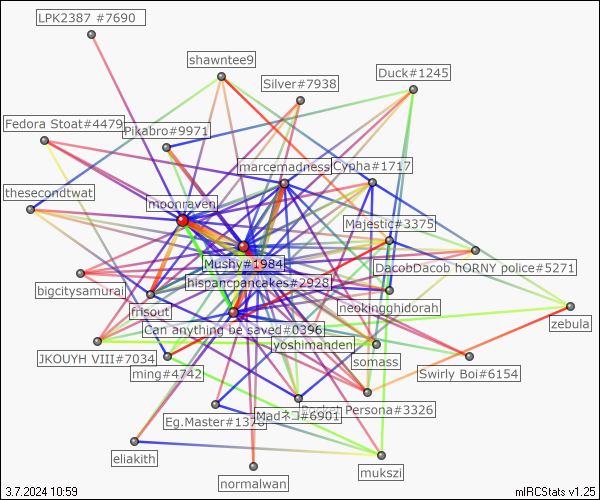 LPK2387 #7690
shawntee9
Duck#1245
Silver#7938
Fedora Stoat#4479
Pikabro#9971
marcemadness
Cypha#1717
thesecondtwat
moonraven
Majestic#3375
Mushy#1984
DacobDacob hORNY police#5271
hispancpancakes#2928
bigcitysamurai
frisout
neokingghidorah
zebula
Can anything be saved#0396
yoshimanden
JKOUYH VIII#7034
somass
ming#4742
Swirly Boi#6154
Persona#3326
Eg.Master#1378
Madネコ#6901
eliakith
mukszi
normalwan
3.7.2024 10:59
mIRCStats v1.25